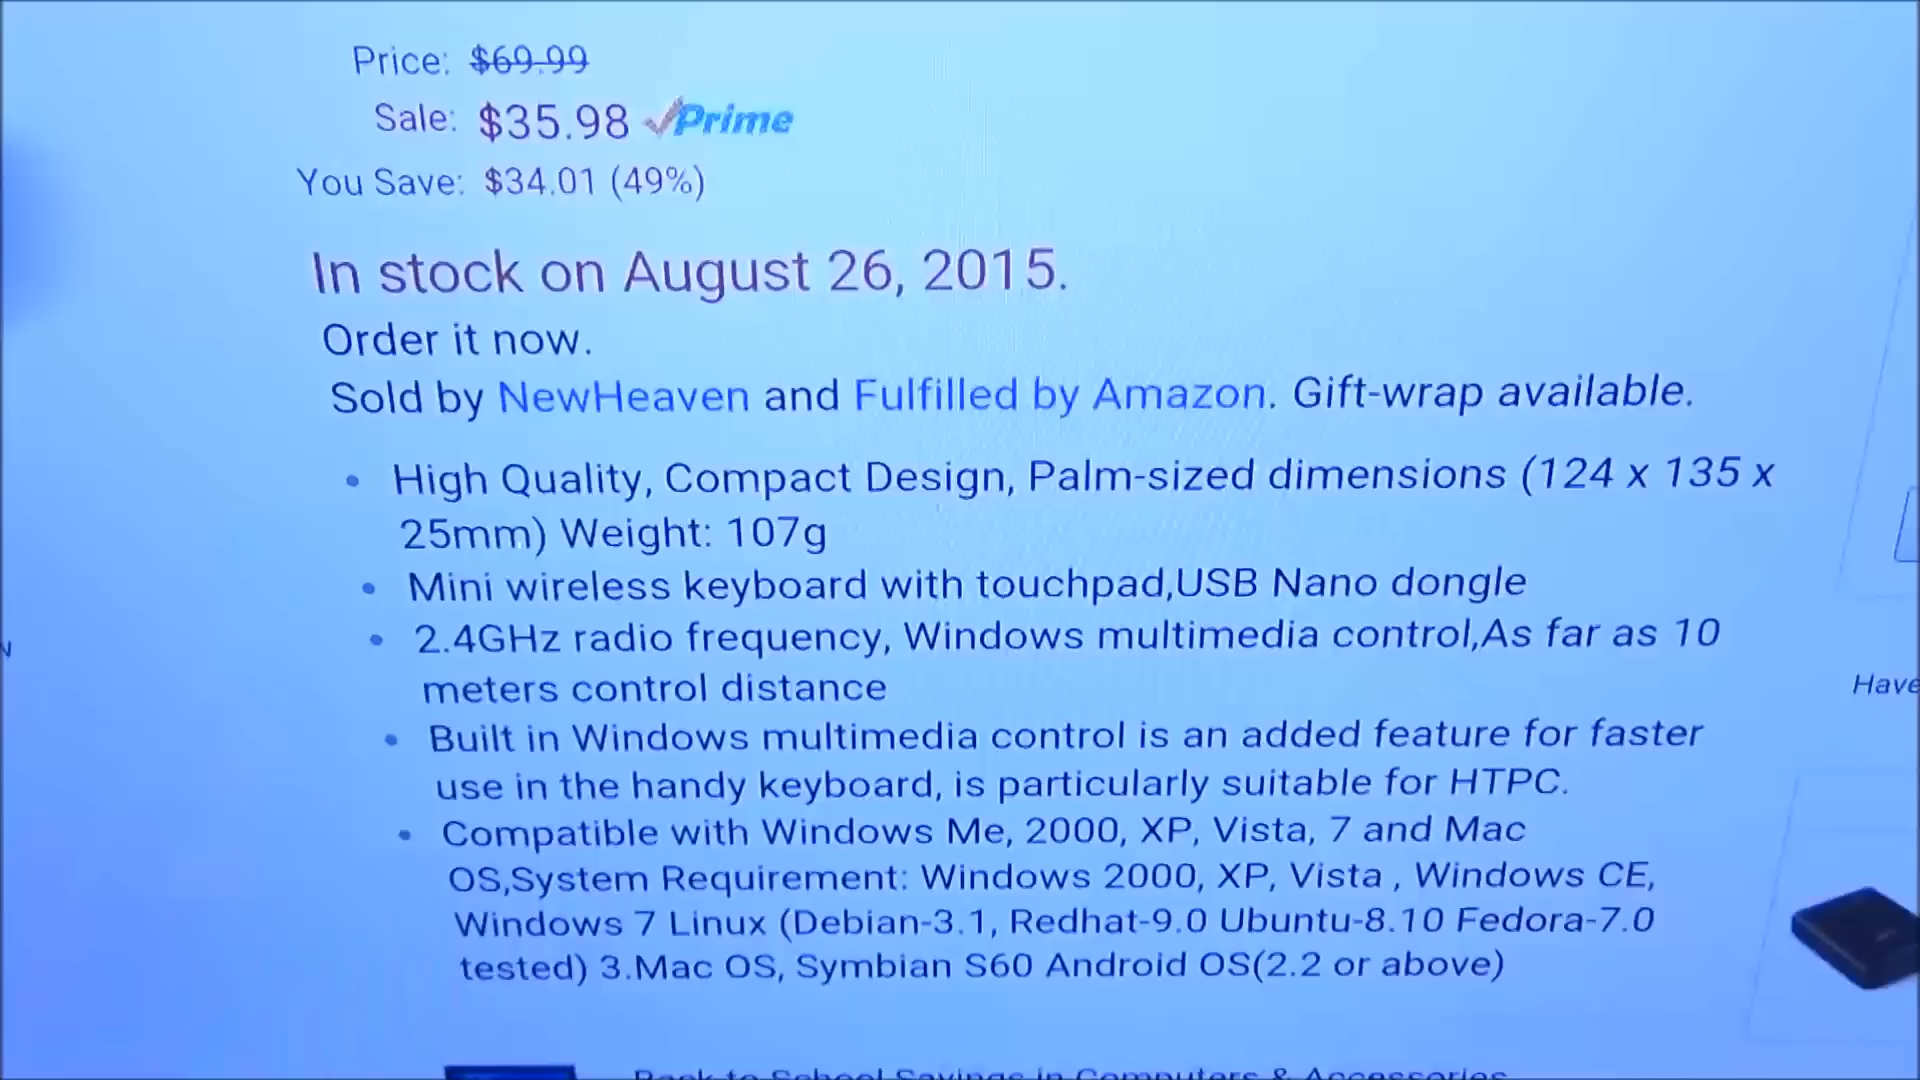 Price: $69.99
Sale: $35.98 Prime
You Save: $34.01 (49%)
In stock on August 26, 2015.
Order it now.
Sold by NewHeaven and Fulfilled by Amazon. Gift-wrap available.
• High Quality, Compact Design, Palm-sized dimensions (124 x 135 x
25mm) Weight: 107g
• Mini wireless keyboard with touchpad,USB Nano dongle
• 2.4GHz radio frequency, Windows multimedia control,As far as 10
meters control distance
Have
• Built in Windows multimedia control is an added feature for faster
use in the handy keyboard, is particularly suitable for HTPC.
• Compatible with Windows Me, 2000, XP, Vista, 7 and Mac
OS,System Requirement: Windows 2000, XP, Vista , Windows CE,
Windows 7 Linux (Debian-3.1, Redhat-9.0 Ubuntu-8.10 Fedora-7.0
tested) 3.Mac OS, Symbian S60 Android OS(2.2 or above)
Back to School Savings in Computers & Accessories